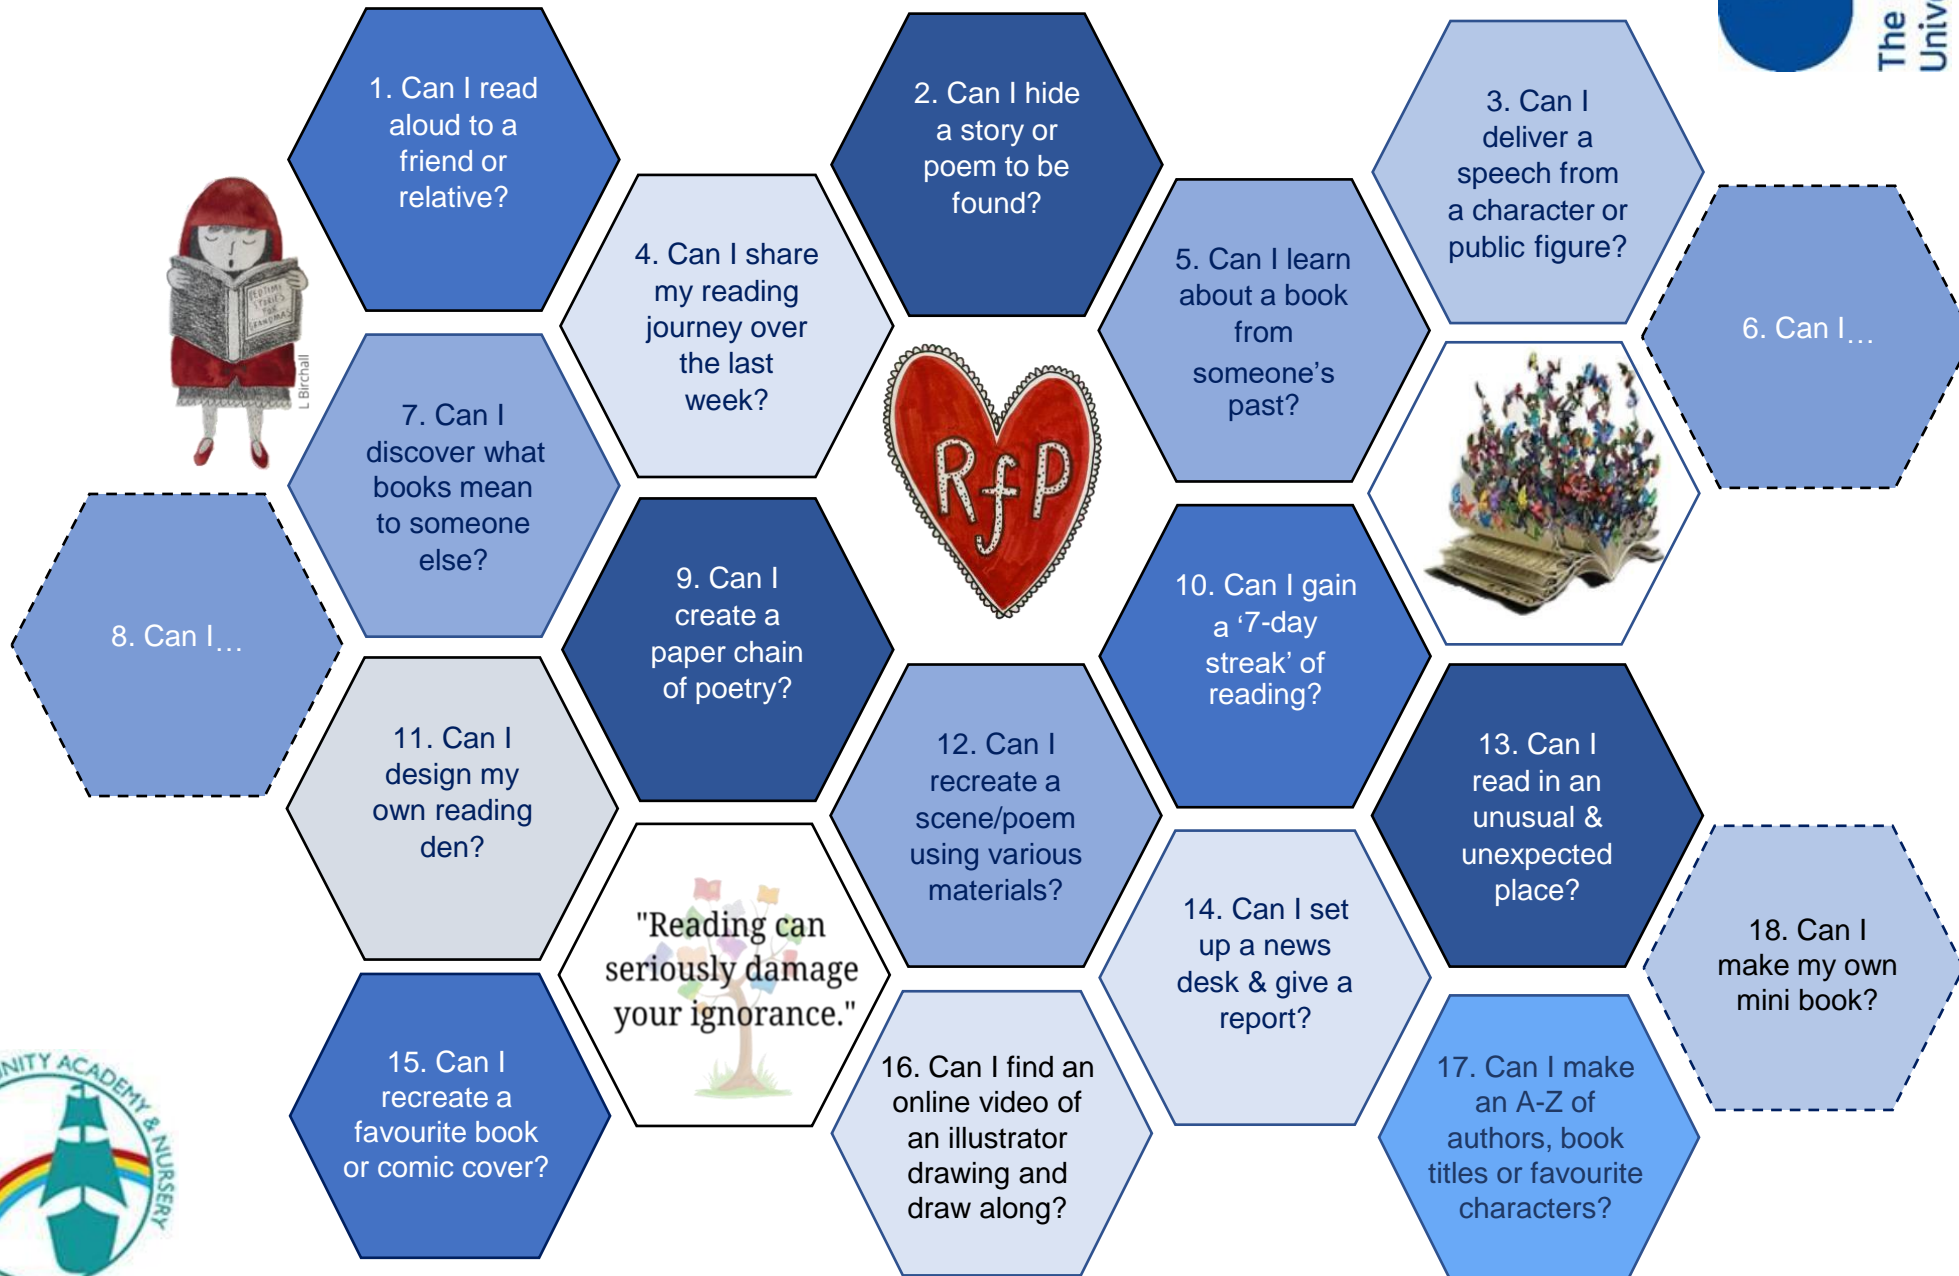 The
Unive
1. Can I read
aloud to a
friend or
relative?
2. Can I hide
a story or
poem to be
found?
3. Can I
deliver a
speech from
a character or
public figure?
4. Can I share
my reading
journey over
the last
week?
5. Can I learn
about a book
from
someone’s
past?
6. Can I…
BEDTIME
STORIES
FOR
GRANDMAS
L Birchall
7. Can I
discover what
books mean
to someone
else?
RfP
8. Can I…
9. Can I
create a
paper chain
of poetry?
10. Can I gain
a ‘7-day
streak’ of
reading?
11. Can I
design my
own reading
den?
12. Can I
recreate a
scene/poem
using various
materials?
13. Can I
read in an
unusual &
unexpected
place?
"Reading can
seriously damage
your ignorance."
14. Can I set
up a news
desk & give a
report?
15. Can I
recreate a
favourite book
or comic cover?
16. Can I find an
online video of
an illustrator
drawing and
draw along?
17. Can I make
an A-Z of
authors, book
titles or favourite
characters?
18. Can I
make my own
mini book?
NITY ACADEMY & NURSERY